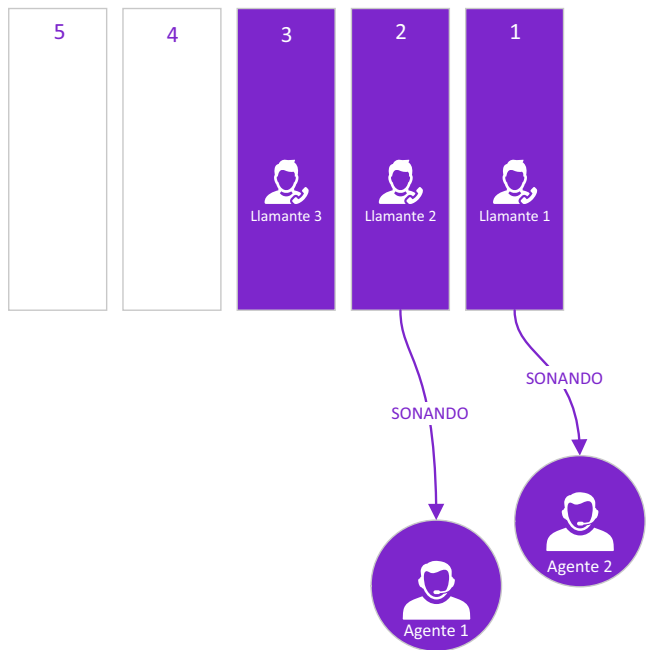 5
4
3
2
1
Llamante 3
Llamante 2
Llamante 1
SONANDO
SONANDO
Agente 2
Agente 1